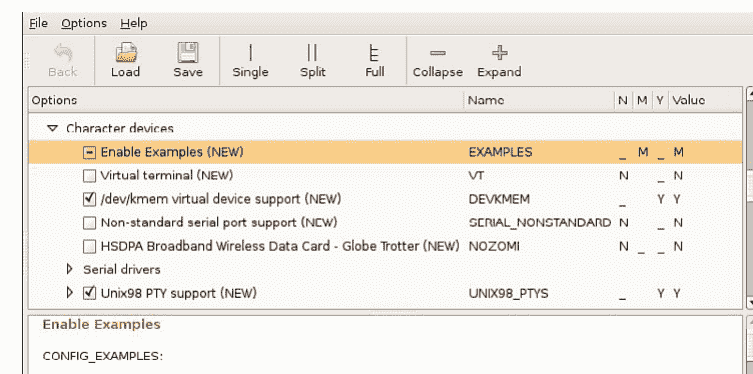 File Options Help
Back Load Save Single Split Full Collapse Expand
Options Name N M Y Value
Character devices
Enable Examples (NEW) EXAMPLES _ M _ M
Virtual terminal (NEW) VT N _ N
/dev/kmem virtual device support (NEW) DEVKMEM _ Y Y
Non-standard serial port support (NEW) SERIAL_NONSTANDARD N _ N
HSDPA Broadband Wireless Data Card - Globe Trotter (NEW) NOZOMI N _ _ N
Serial drivers
Unix98 PTY support (NEW) UNIX98_PTYS _ Y Y
Enable Examples
CONFIG_EXAMPLES: